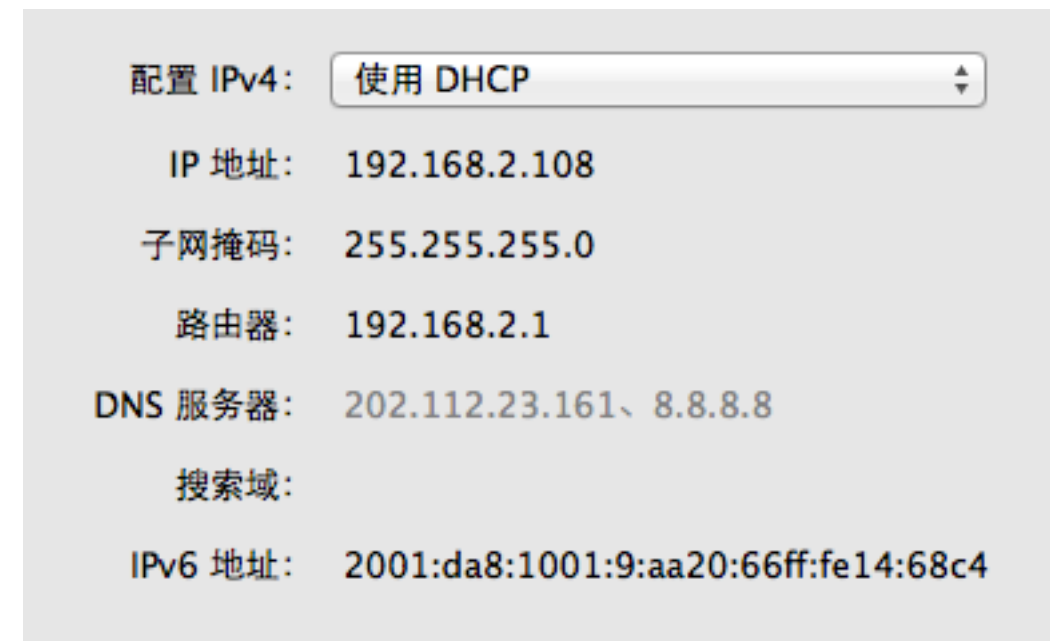 配置 IPv4： 使用 DHCP
IP 地址： 192.168.2.108
子网掩码： 255.255.255.0
路由器： 192.168.2.1
DNS 服务器： 202.112.23.161、8.8.8.8
搜索域：
IPv6 地址： 2001:da8:1001:9:aa20:66ff:fe14:68c4